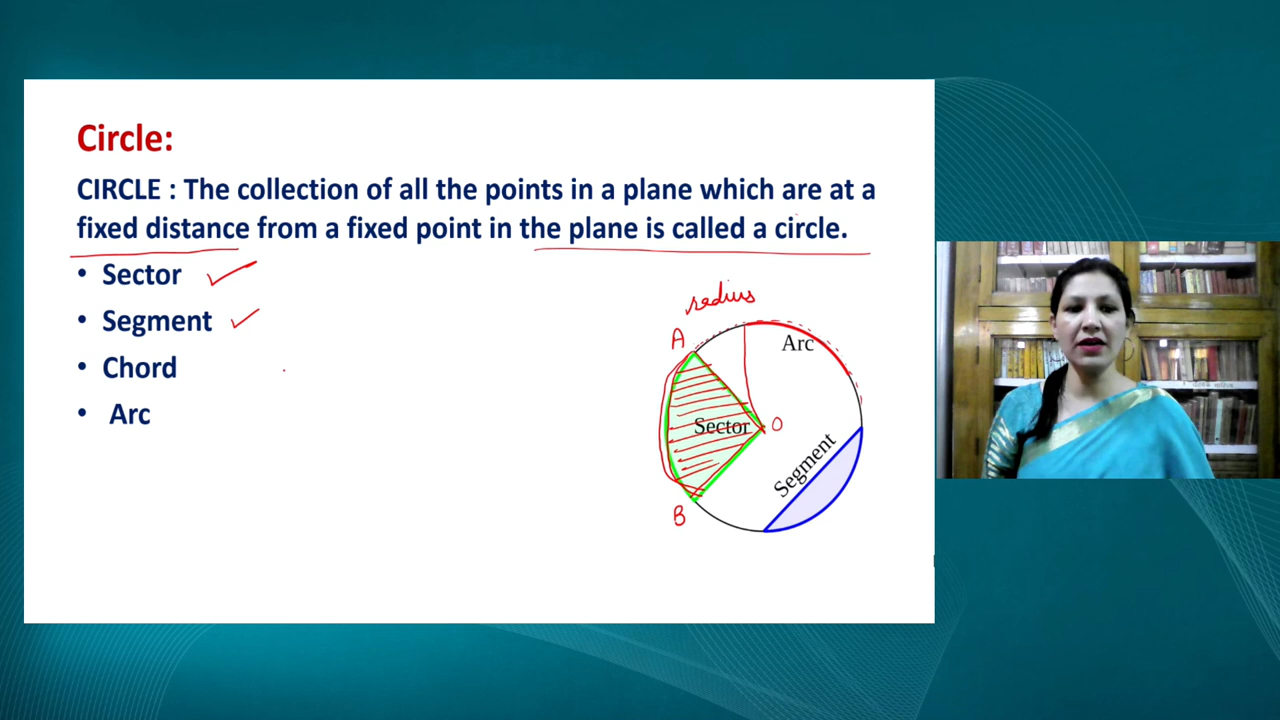 Circle:
CIRCLE : The collection of all the points in a plane which are at a
fixed distance from a fixed point in the plane is called a circle.
• Sector
• Segment
• Chord
• Arc
redius
A
Arc
Sector
O
Segment
B